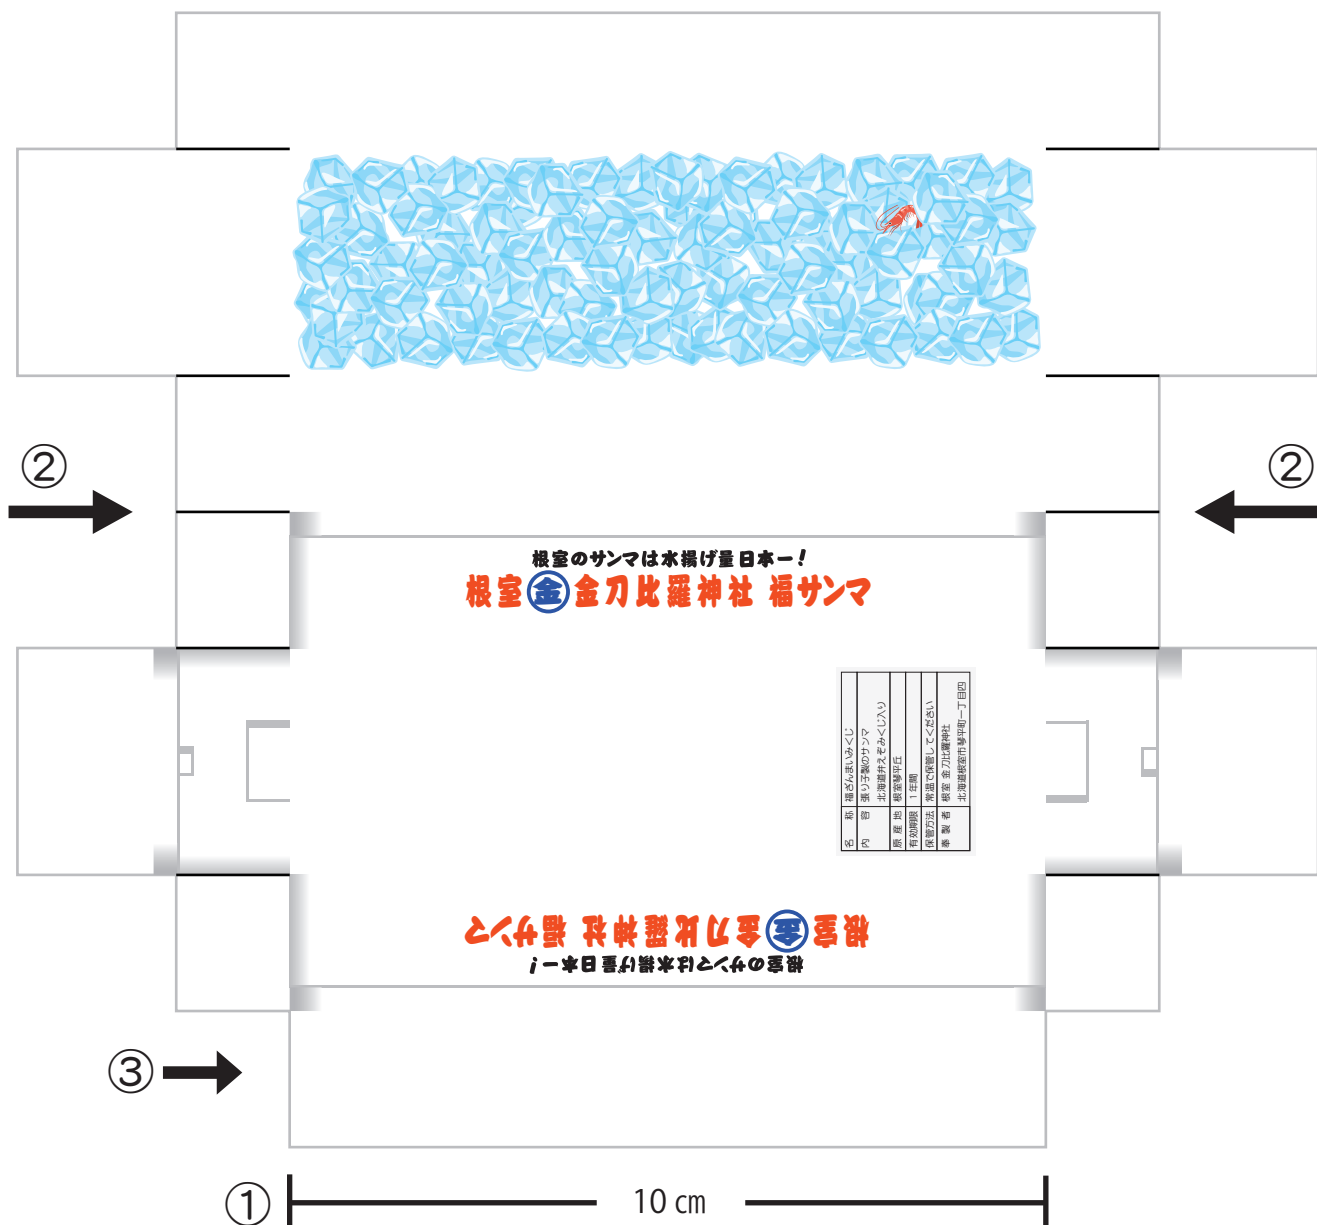 ②
②
根室のサンマは水揚げ量日本一!
根室 金 金刀比羅神社 福サンマ
名 称 福さんまいみくじ
内 容 張り子製のサンマ
北海道弁えぞみくじ入り
原 産 地 根室琴平丘
有効期限 1年間
保管方法 常温で保管してください
奉 製 者 根室 金刀比羅神社
北海道根室市琴平町一丁目四
根室 金 金刀比羅神社 福サンマ
根室のサンマは水揚げ量日本一!
③
① 10 cm